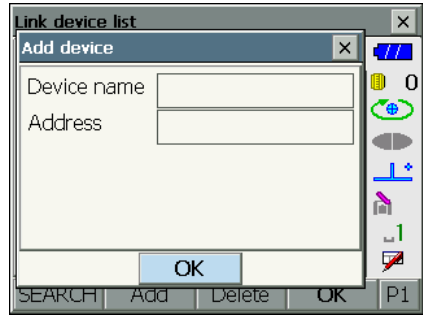 Link device list
Add device
Device name
Address
0
1
OK
SEARCH Add Delete OK P1